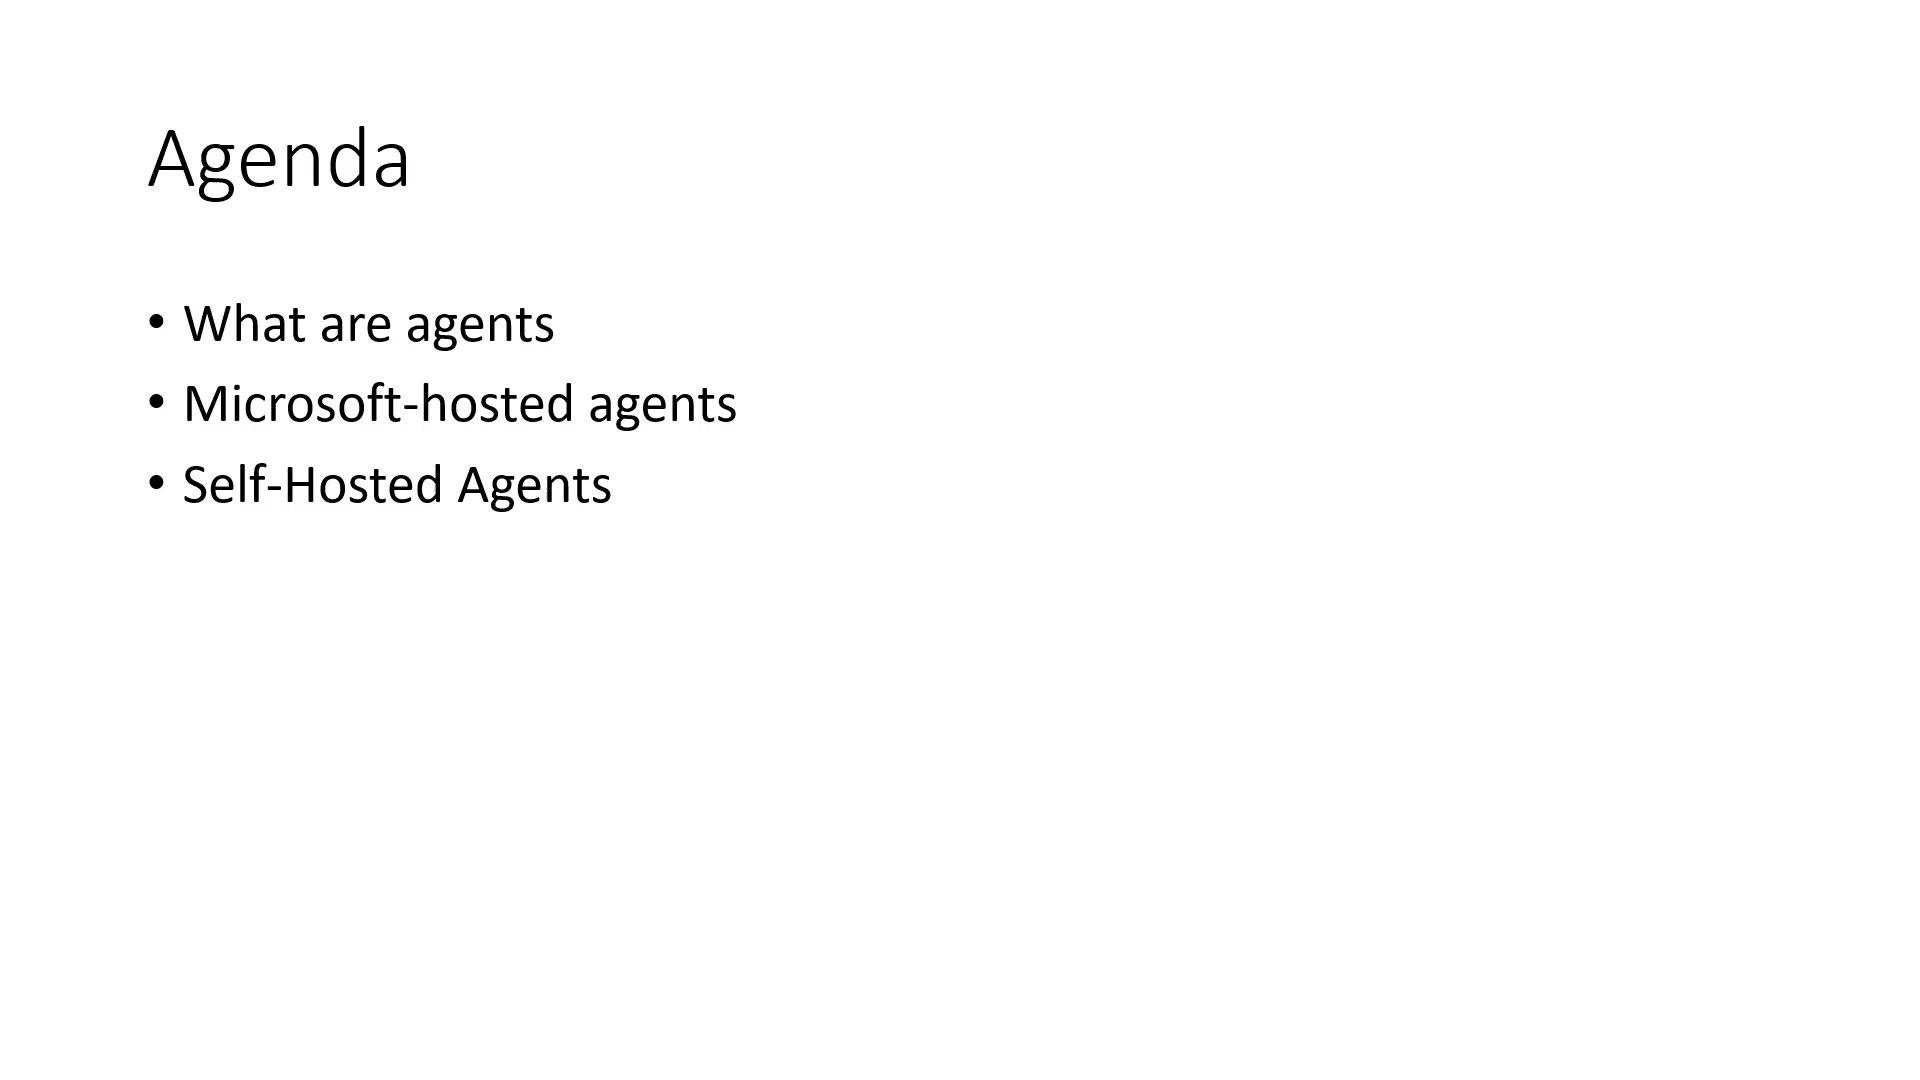 Agenda
• What are agents
• Microsoft-hosted agents
• Self-Hosted Agents